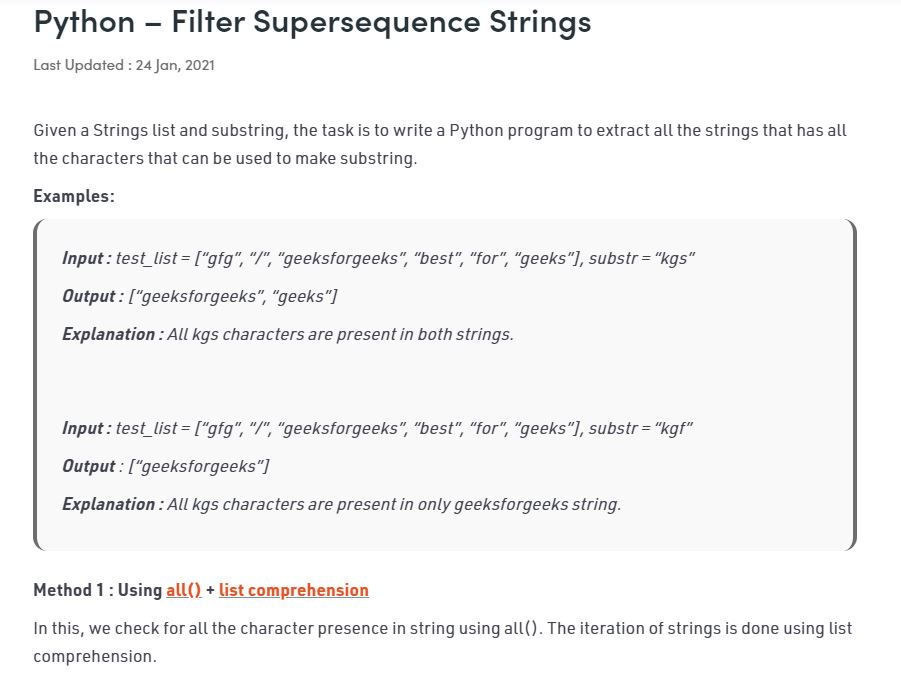 Python – Filter Supersequence Strings
Last Updated : 24 Jan, 2021
Given a Strings list and substring, the task is to write a Python program to extract all the strings that has all
the characters that can be used to make substring.
Examples:
Input : test_list = [“gfg”, “/”, “geeksforgeeks”, “best”, “for”, “geeks”], substr = “kgs”
Output : [“geeksforgeeks”, “geeks”]
Explanation : All kgs characters are present in both strings.
Input : test_list = [“gfg”, “/”, “geeksforgeeks”, “best”, “for”, “geeks”], substr = “kgf”
Output : [“geeksforgeeks”]
Explanation : All kgs characters are present in only geeksforgeeks string.
Method 1 : Using all() + list comprehension
In this, we check for all the character presence in string using all(). The iteration of strings is done using list
comprehension.